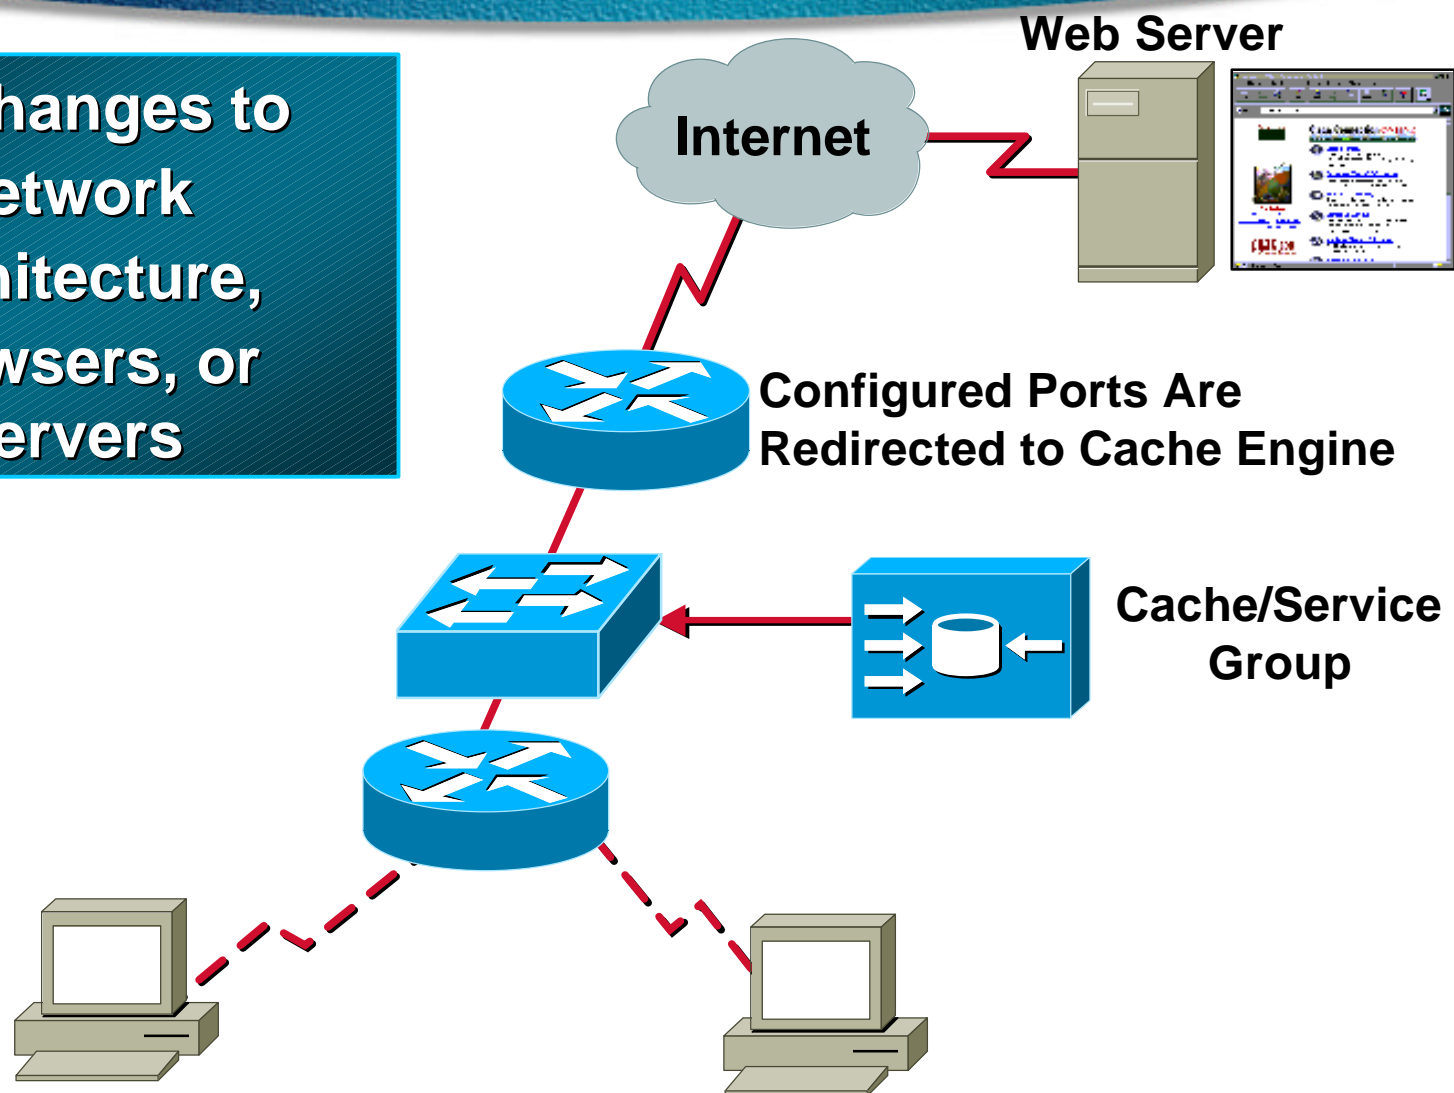 hanges to
etwork
hitecture,
wsers, or
ervers
Web Server
Internet
Configured Ports Are
Redirected to Cache Engine
Cache/Service
Group